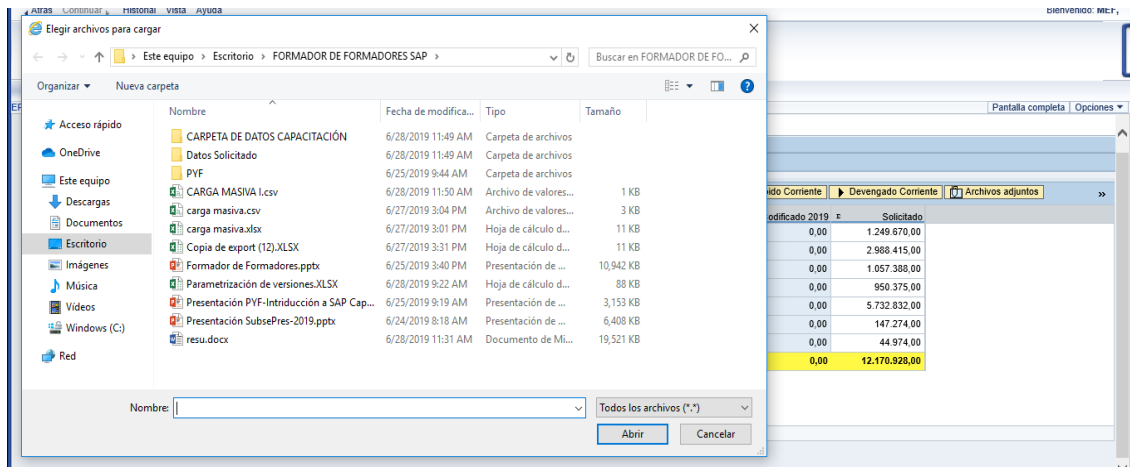 Atras Continuar Historial Vista Ayuda Bienvenido: MEF,
Elegir archivos para cargar
Este equipo > Escritorio > FORMADOR DE FORMADORES SAP > Buscar en FORMADOR DE FO...
Organizar Nueva carpeta
Pantalla completa Opciones
Nombre Fecha de modifica... Tipo Tamaño
Acceso rápido
OneDrive
Este equipo
Descargas
Documentos
Escritorio
Imágenes
Música
Vídeos
Windows (C:)
Red
CARPETA DE DATOS CAPACITACIÓN 6/28/2019 11:49 AM Carpeta de archivos
Datos Solicitado 6/28/2019 11:49 AM Carpeta de archivos
PYF 6/25/2019 9:44 AM Carpeta de archivos
CARGA MASIVA I.csv 6/28/2019 11:50 AM Archivo de valores... 1 KB
carga masiva.csv 6/27/2019 3:04 PM Archivo de valores... 3 KB
carga masiva.xlsx 6/27/2019 3:01 PM Hoja de cálculo d... 11 KB
Copia de export (12).XLSX 6/27/2019 3:31 PM Hoja de cálculo d... 11 KB
Formador de Formadores.pptx 6/25/2019 3:40 PM Presentación de ... 10,942 KB
Parametrización de versiones.XLSX 6/28/2019 9:22 AM Hoja de cálculo d... 88 KB
Presentación PYF-Intriducción a SAP Cap... 6/25/2019 9:19 AM Presentación de ... 3,153 KB
Presentación SubsePres-2019.pptx 6/24/2019 8:18 AM Presentación de ... 6,408 KB
resu.docx 6/28/2019 11:31 AM Documento de Mi... 19,521 KB
Nombre: Todos los archivos (*.*)
Abrir Cancelar
ido Corriente Devengado Corriente Archivos adjuntos »
odificado 2019 Σ Solicitado
0,00 1.249.670,00
0,00 2.988.415,00
0,00 1.057.388,00
0,00 950.375,00
0,00 5.732.832,00
0,00 147.274,00
0,00 44.974,00
0,00 12.170.928,00